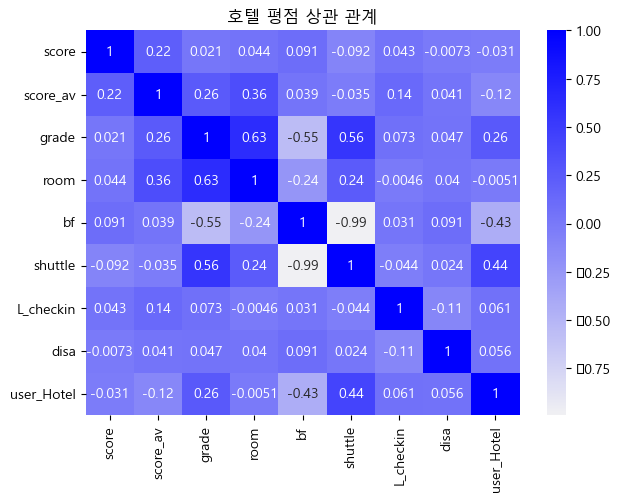 호텔 평점 상관 관계
score 1 0.22 0.021 0.044 0.091 -0.092 0.043 -0.0073 -0.031
score_av 0.22 1 0.26 0.36 0.039 -0.035 0.14 0.041 -0.12
grade 0.021 0.26 1 0.63 -0.55 0.56 0.073 0.047 0.26
room 0.044 0.36 0.63 1 -0.24 0.24 -0.0046 0.04 -0.0051
bf 0.091 0.039 -0.55 -0.24 1 -0.99 0.031 0.091 -0.43
shuttle -0.092 -0.035 0.56 0.24 -0.99 1 -0.044 0.024 0.44
L_checkin 0.043 0.14 0.073 -0.0046 0.031 -0.044 1 -0.11 0.061
disa -0.0073 0.041 0.047 0.04 0.091 0.024 -0.11 1 0.056
user_Hotel -0.031 -0.12 0.26 -0.0051 -0.43 0.44 0.061 0.056 1
score score_av grade room bf shuttle L_checkin disa user_Hotel
1.00
0.75
0.50
0.25
0.00
□0.25
□0.50
□0.75